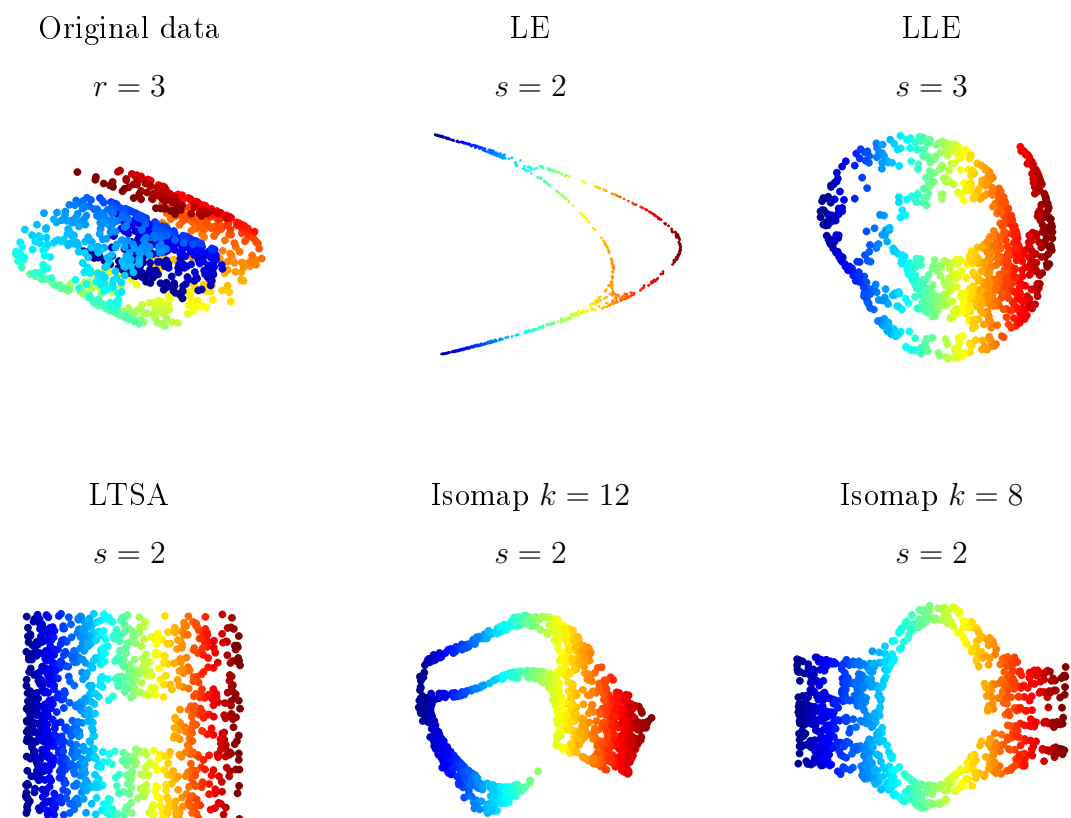 Original data
r = 3
LE
s = 2
LLE
s = 3
LTSA
s = 2
Isomap k = 12
s = 2
Isomap k = 8
s = 2